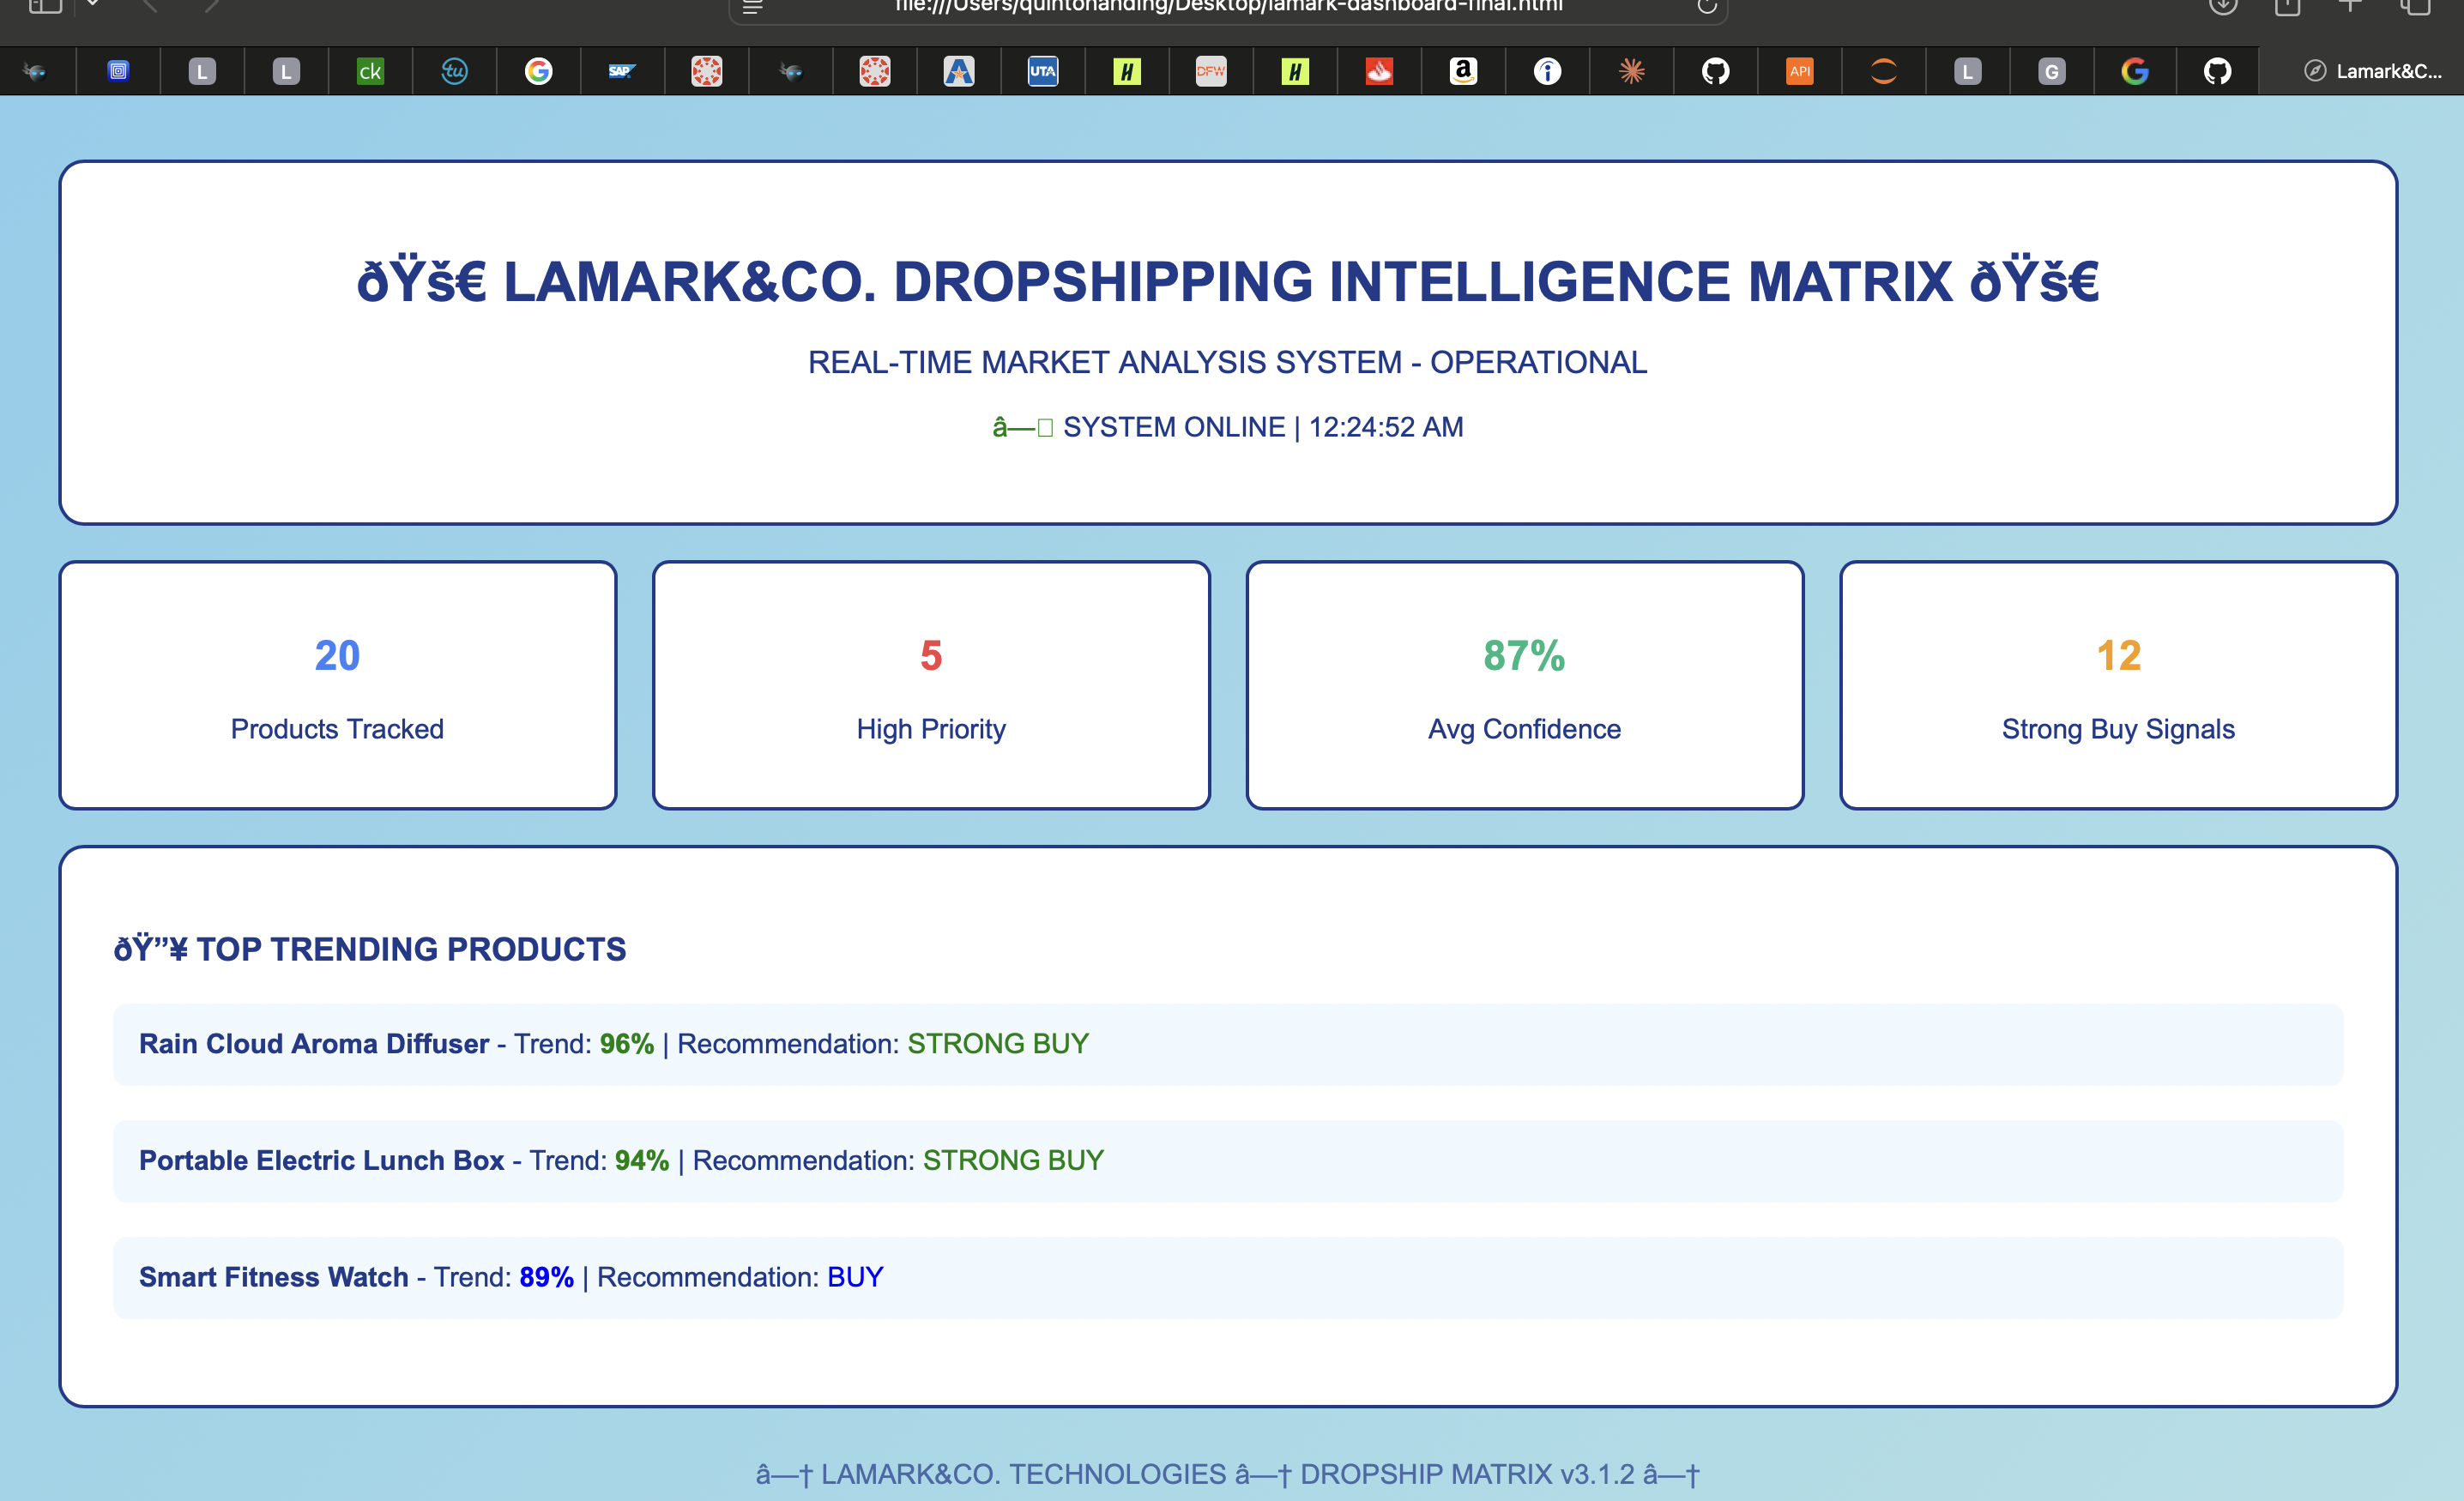 file:///Users/quintonanding/Desktop/lamark-dashboard-final.html
L
L
ck
tu
G
SAP
UTA
H
DFW
H
a
i
API
L
G
G
Lamark&C...
ðŸš€ LAMARK&CO. DROPSHIPPING INTELLIGENCE MATRIX ðŸš€
REAL-TIME MARKET ANALYSIS SYSTEM - OPERATIONAL
â—□ SYSTEM ONLINE | 12:24:52 AM
20
Products Tracked
5
High Priority
87%
Avg Confidence
12
Strong Buy Signals
ðŸ”¥ TOP TRENDING PRODUCTS
Rain Cloud Aroma Diffuser - Trend: 96% | Recommendation: STRONG BUY
Portable Electric Lunch Box - Trend: 94% | Recommendation: STRONG BUY
Smart Fitness Watch - Trend: 89% | Recommendation: BUY
â—† LAMARK&CO. TECHNOLOGIES â—† DROPSHIP MATRIX v3.1.2 â—†